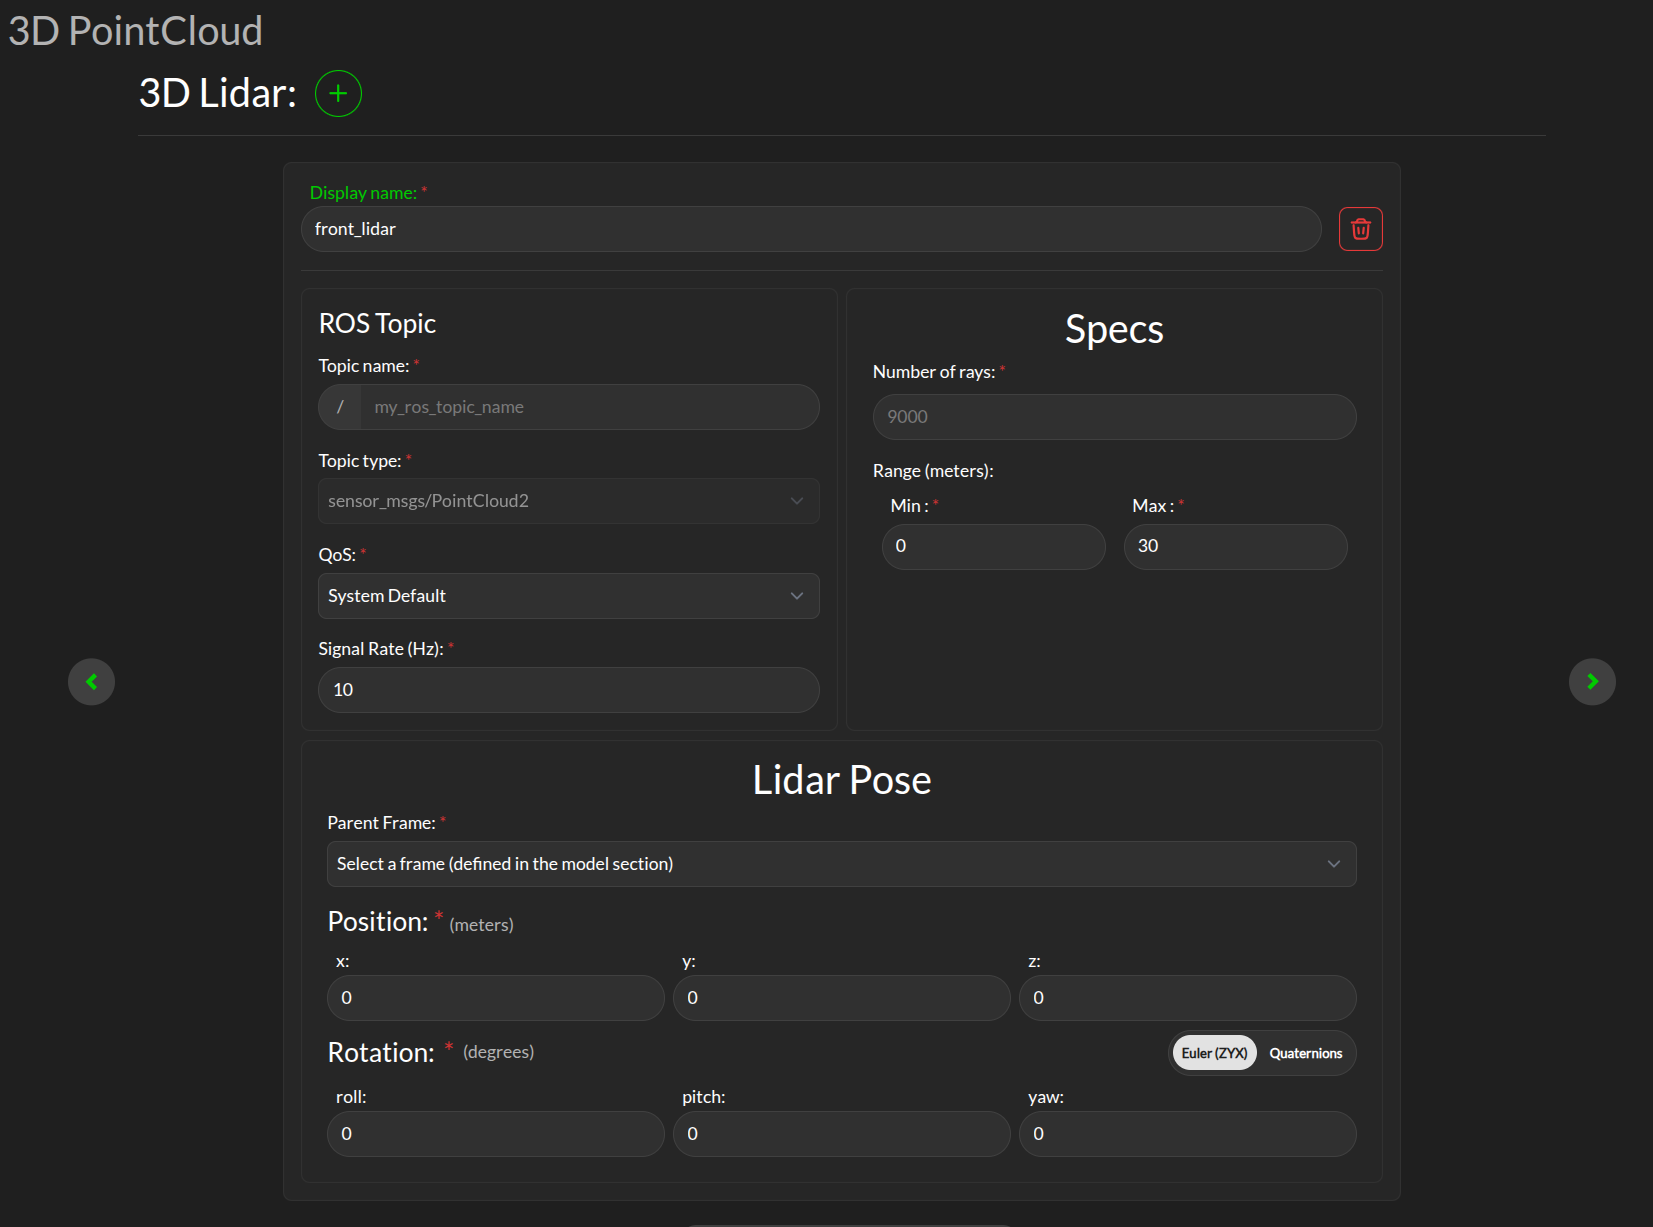 3D PointCloud
3D Lidar:
Display name: *
front_lidar
ROS Topic
Topic name: *
/ my_ros_topic_name
Topic type: *
sensor_msgs/PointCloud2
QoS: *
System Default
Signal Rate (Hz): *
10
Specs
Number of rays: *
9000
Range (meters):
Min : * Max : *
0 30
Lidar Pose
Parent Frame: *
Select a frame (defined in the model section)
Position: * (meters)
x: y: z:
0 0 0
Rotation: * (degrees) Euler (ZYX) Quaternions
roll: pitch: yaw:
0 0 0